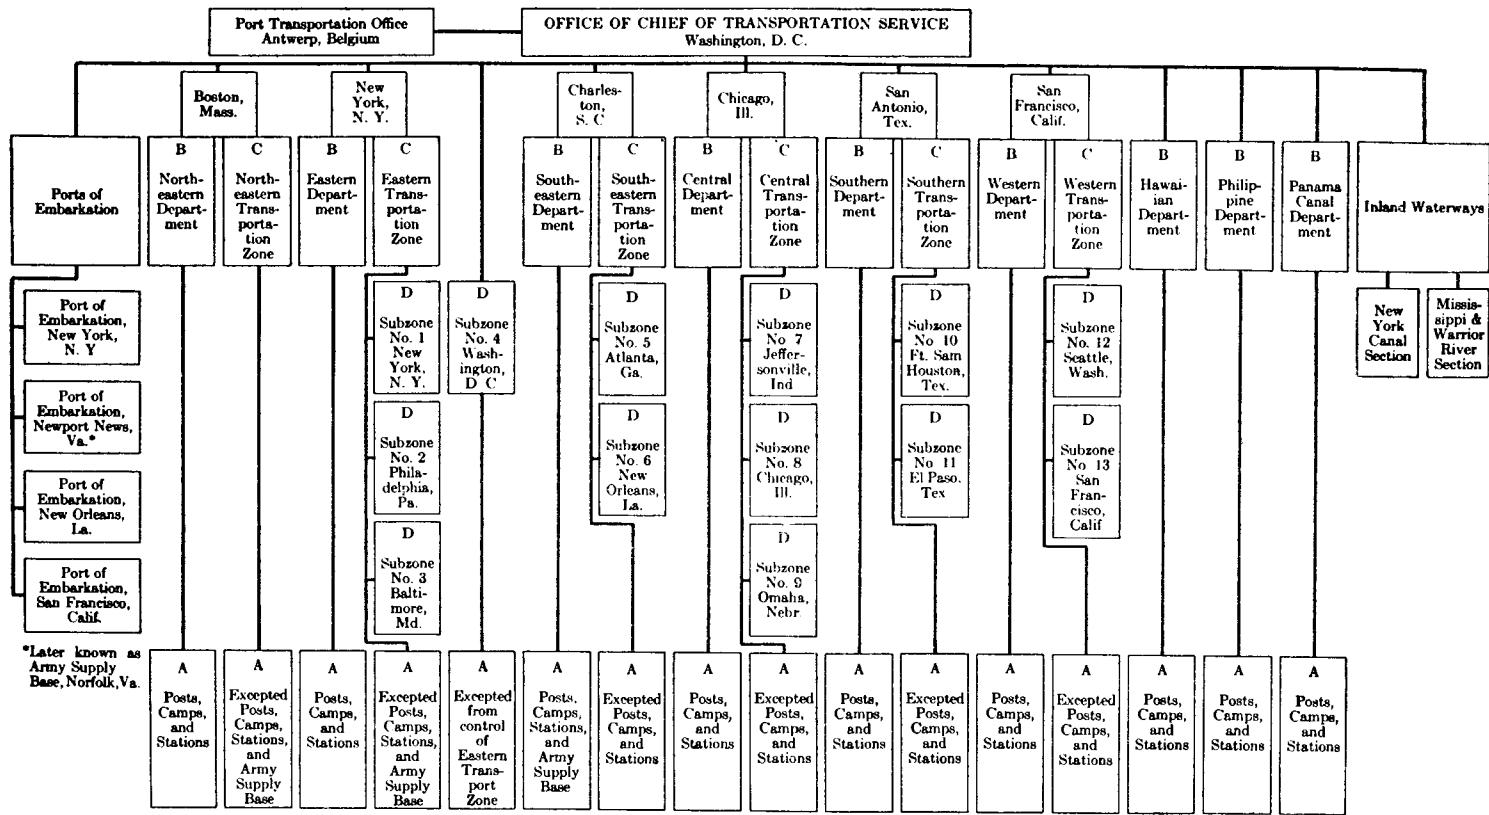 Port Transportation Office
Antwerp, Belgium
OFFICE OF CHIEF OF TRANSPORTATION SERVICE
Washington, D. C.
Boston,
Mass.
New
York,
N. Y.
Charles-
ton,
S. C
Chicago,
Ill.
San
Antonio,
Tex.
San
Francisco,
Calif.
Ports of
Embarkation
B
North-
eastern
Depart-
ment
C
North-
eastern
Trans-
porta-
tion
Zone
B
Eastern
Depart-
ment
C
Eastern
Trans-
porta-
tion
Zone
B
South-
eastern
Depart-
ment
C
South-
eastern
Trans-
porta-
tion
Zone
B
Central
Depart-
ment
C
Central
Trans-
porta-
tion
Zone
B
Southern
Depart-
ment
C
Southern
Trans-
porta-
tion
Zone
B
Western
Depart-
ment
C
Western
Trans-
porta-
tion
Zone
B
Hawai-
ian
Depart-
ment
B
Philip-
pine
Depart-
ment
B
Panama
Canal
Depart-
ment
Inland Waterways
Port of
Embarkation,
New York,
N. Y
Port of
Embarkation,
Newport News,
Va.*
Port of
Embarkation,
New Orleans,
La.
Port of
Embarkation,
San Francisco,
Calif.
*Later known as
Army Supply
Base, Norfolk, Va.
D
Subzone
No. 1
New
York,
N. Y.
D
Subzone
No. 2
Phila-
delphia,
Pa.
D
Subzone
No. 3
Balti-
more,
Md.
D
Subzone
No. 4
Wash-
ington,
D C
D
Subzone
No. 5
Atlanta,
Ga.
D
Subzone
No. 6
New
Orleans,
La.
D
Subzone
No 7
Jeffer-
sonville,
Ind
D
Subzone
No. 8
Chicago,
Ill.
D
Subzone
No. 9
Omaha,
Nebr.
D
Subzone
No 10
Ft. Sam
Houston,
Tex.
D
Subzone
No 11
El Paso.
Tex
D
Subzone
No. 12
Seattle,
Wash.
D
Subzone
No 13
San
Fran-
cisco,
Calif
New
York
Canal
Section
Missis-
sippi &
Warrior
River
Section
A
Posts,
Camps,
and
Stations
A
Excepted
Posts,
Camps,
Stations,
and
Army
Supply
Base
A
Posts,
Camps,
and
Stations
A
Excepted
Posts,
Camps,
Stations,
and
Army
Supply
Base
A
Excepted
from
control
of
Eastern
Trans-
port
Zone
A
Posts,
Camps,
Stations,
and
Army
Supply
Base
A
Excepted
Posts,
Camps,
and
Stations
A
Posts,
Camps,
and
Stations
A
Excepted
Posts,
Camps,
and
Stations
A
Posts,
Camps,
and
Stations
A
Excepted
Posts,
Camps,
and
Stations
A
Posts,
Camps,
and
Stations
A
Excepted
Posts,
Camps,
and
Stations
A
Posts,
Camps,
and
Stations
A
Posts,
Camps,
and
Stations
A
Posts,
Camps,
and
Stations